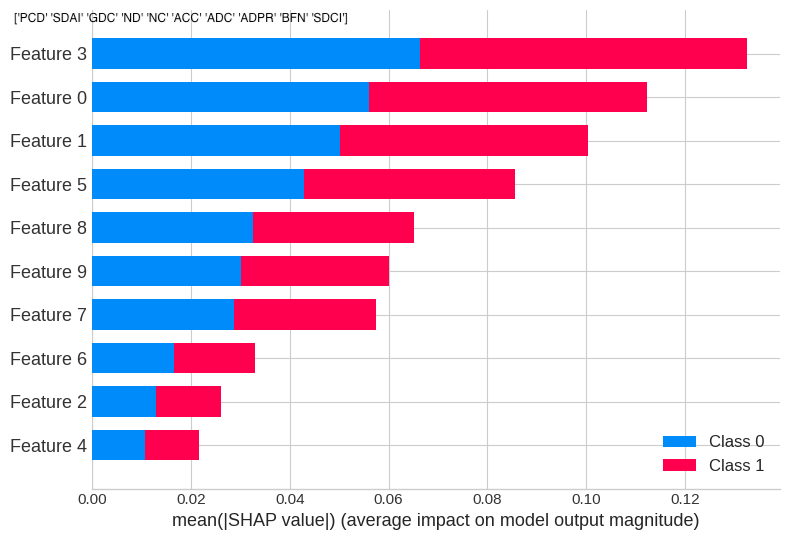 ['PCD' 'SDAI' 'GDC' 'ND' 'NC' 'ACC' 'ADC' 'ADPR' 'BFN' 'SDCI']
Feature 3
Feature 0
Feature 1
Feature 5
Feature 8
Feature 9
Feature 7
Feature 6
Feature 2
Feature 4
Class 0
Class 1
0.00 0.02 0.04 0.06 0.08 0.10 0.12
mean(|SHAP value|) (average impact on model output magnitude)